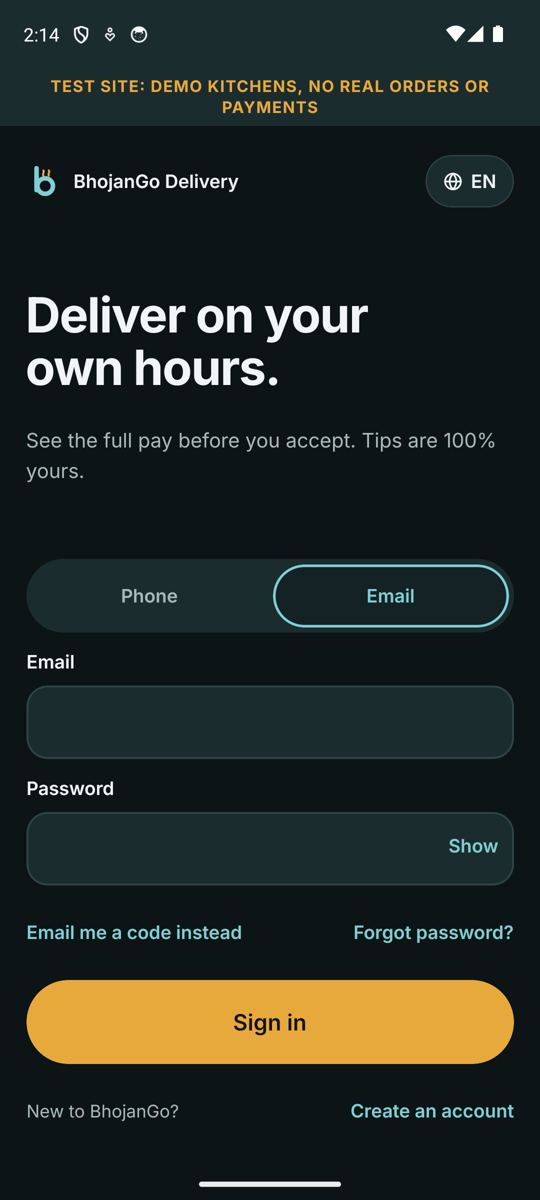 2:14
TEST SITE: DEMO KITCHENS, NO REAL ORDERS OR
PAYMENTS
BhojanGo Delivery
EN
Deliver on your
own hours.
See the full pay before you accept. Tips are 100%
yours.
Phone
Email
Email
Password
Show
Email me a code instead
Forgot password?
Sign in
New to BhojanGo?
Create an account